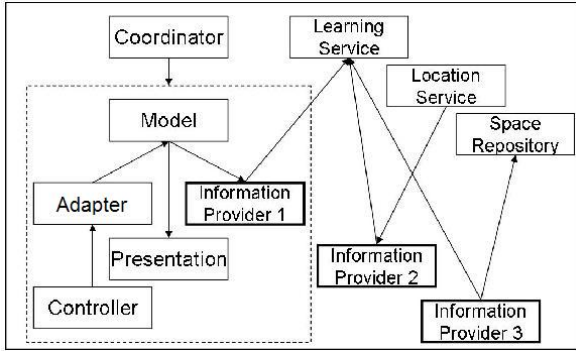 Coordinator
Learning
Service
Location
Service
Model
Space
Repository
Information
Provider 1
Adapter
Presentation
Information
Provider 2
Controller
Information
Provider 3